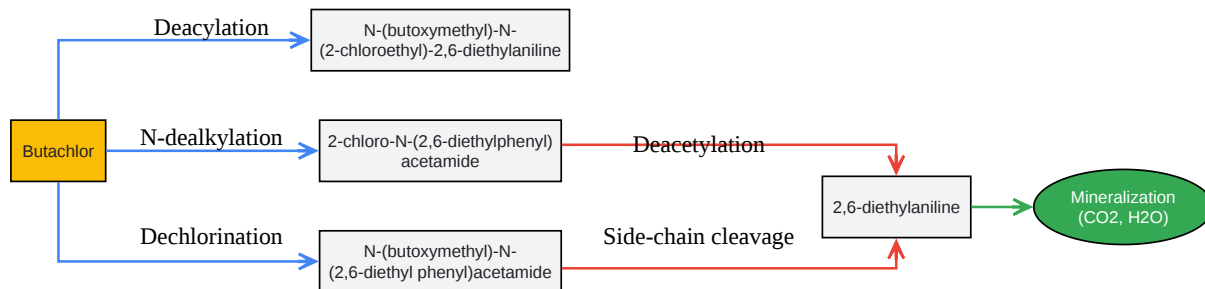 Deacylation
N-(butoxymethyl)-N-
(2-chloroethyl)-2,6-diethylaniline
Butachlor
N-dealkylation
2-chloro-N-(2,6-diethylphenyl)
acetamide
Deacetylation
2,6-diethylaniline
Mineralization
(CO2, H2O)
Dechlorination
N-(butoxymethyl)-N-
(2,6-diethyl phenyl)acetamide
Side-chain cleavage